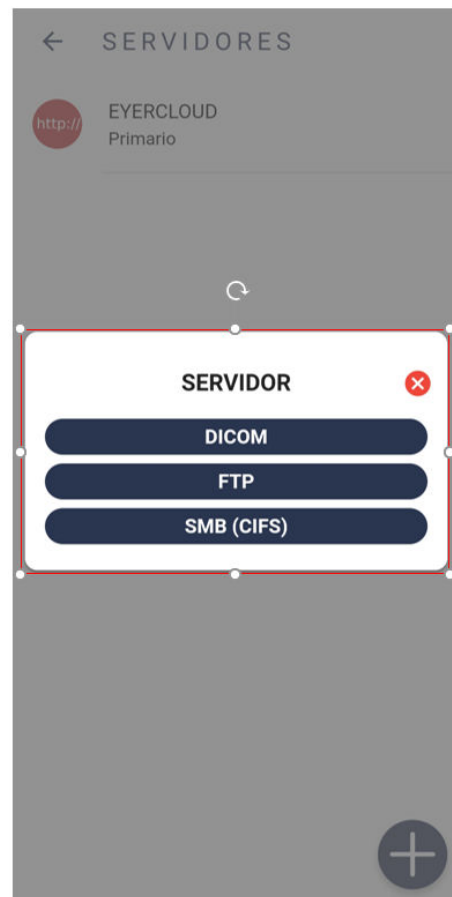 SERVIDORES
http://
EYERCLOUD
Primario
SERVIDOR
DICOM
FTP
SMB (CIFS)